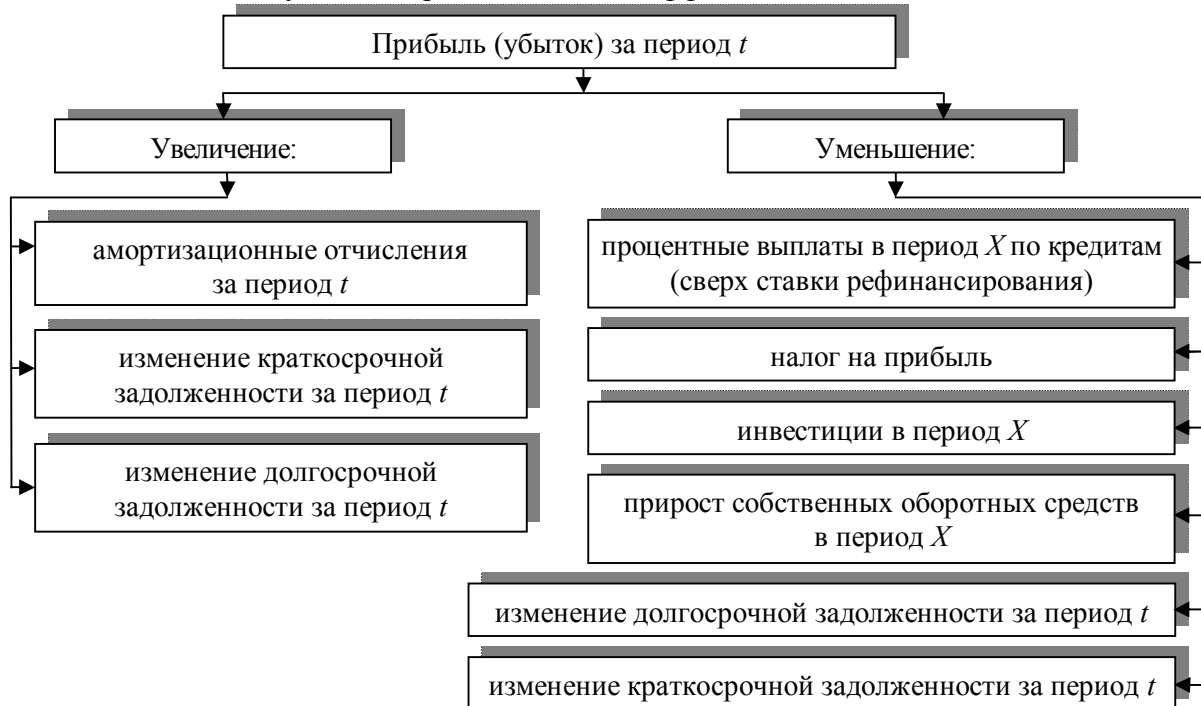 Прибыль (убыток) за период t
Увеличение:
Уменьшение:
амортизационные отчисления
за период t
изменение краткосрочной
задолженности за период t
изменение долгосрочной
задолженности за период t
процентные выплаты в период X по кредитам
(сверх ставки рефинансирования)
налог на прибыль
инвестиции в период X
прирост собственных оборотных средств
в период X
изменение долгосрочной задолженности за период t
изменение краткосрочной задолженности за период t